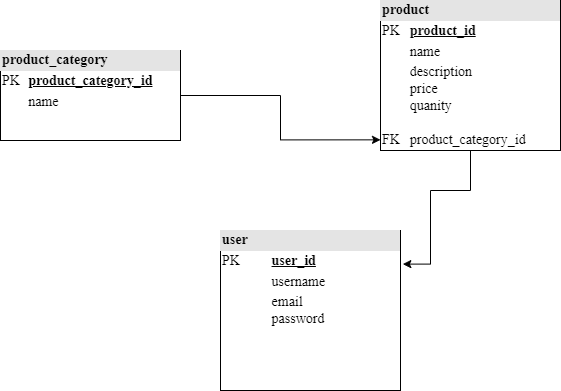 product
PK product_id
name
description
price
quanity
FK product_category_id
product_category
PK product_category_id
name
user
PK user_id
username
email
password